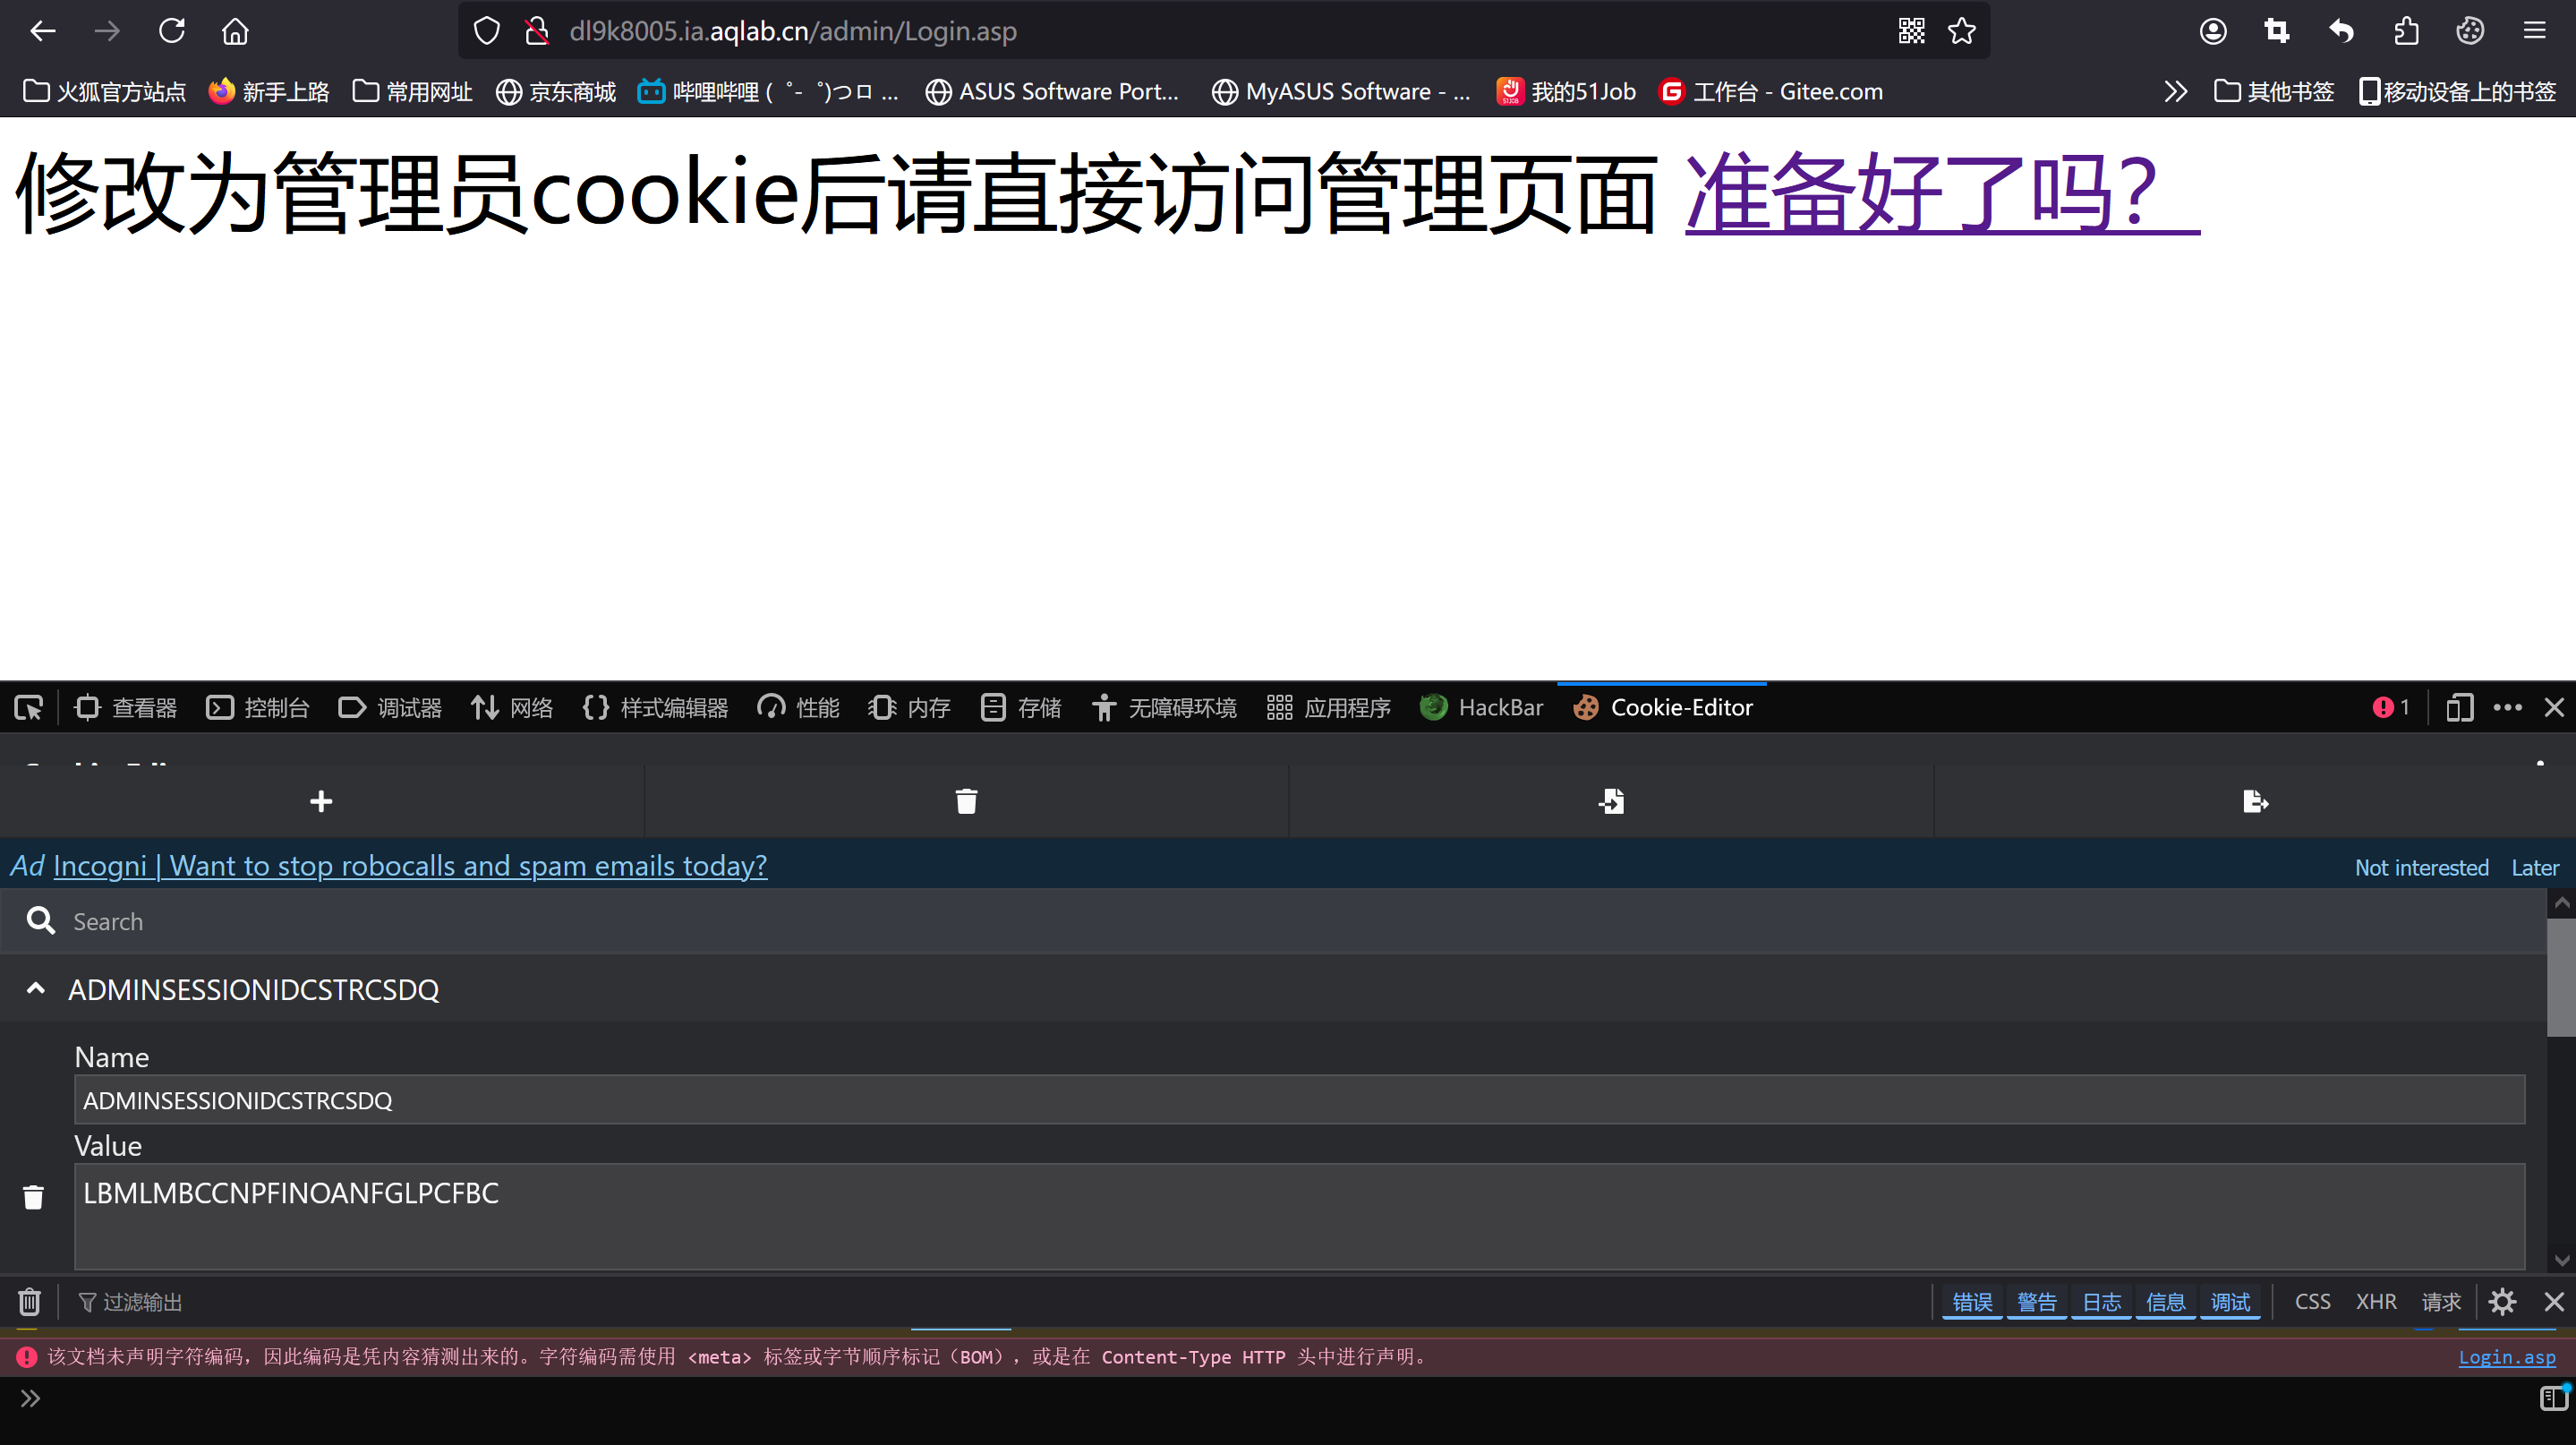 dl9k8005.ia.aqlab.cn/admin/Login.asp
火狐官方站点 新手上路 常用网址 京东商城 哔哩哔哩 (゜-゜)つロ ... ASUS Software Port... MyASUS Software - ... 我的51Job 工作台 - Gitee.com 其他书签 移动设备上的书签
修改为管理员cookie后请直接访问管理页面 准备好了吗？
查看器 控制台 调试器 网络 样式编辑器 性能 内存 存储 无障碍环境 应用程序 HackBar Cookie-Editor 1
Ad Incogni | Want to stop robocalls and spam emails today? Not interested Later
Search
ADMINSESSIONIDCSTRCSDQ
Name
ADMINSESSIONIDCSTRCSDQ
Value
LBMLMBCCNPFINOANFGLPCFBC
过滤输出 错误 警告 日志 信息 调试 CSS XHR 请求
该文档未声明字符编码，因此编码是凭内容猜测出来的。字符编码需使用 <meta> 标签或字节顺序标记（BOM），或是在 Content-Type HTTP 头中进行声明。 Login.asp